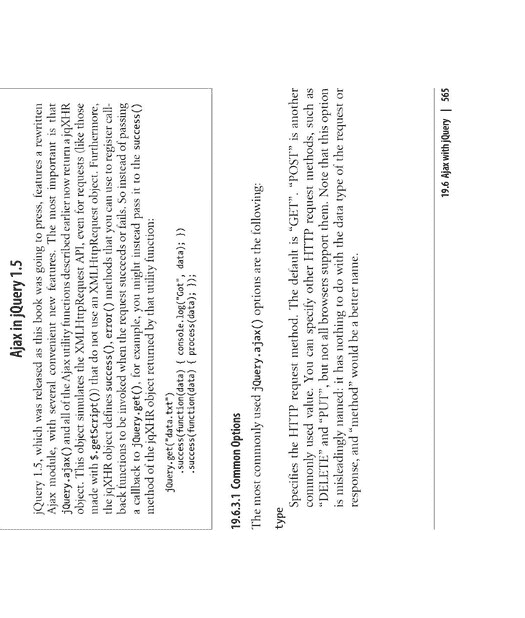 Ajax in jQuery 1.5
jQuery 1.5, which was released as this book was going to press, features a rewritten
Ajax module, with several convenient new features. The most important is that
jQuery.ajax() and all of the Ajax utility functions described earlier now return a jqXHR
object. This object simulates the XMLHttpRequest API, even for requests (like those
made with $.getScript()) that do not use an XMLHttpRequest object. Furthermore,
the jqXHR object defines success(), error() methods that you can use to register call-
back functions to be invoked when the request succeeds or fails. So instead of passing
a callback to jQuery.get(), for example, you might instead pass it to the success()
method of the jqXHR object returned by that utility function:
jQuery.get("data.txt")
.success(function(data) { console.log("Got", data); })
.success(function(data) { process(data); });
19.6.3.1 Common Options
The most commonly used jQuery.ajax() options are the following:
type
Specifies the HTTP request method. The default is "GET". "POST" is another
commonly used value. You can specify other HTTP request methods, such as
"DELETE" and "PUT", but not all browsers support them. Note that this option
is misleadingly named: it has nothing to do with the data type of the request or
response, and "method" would be a better name.
19.6 Ajax with jQuery | 565